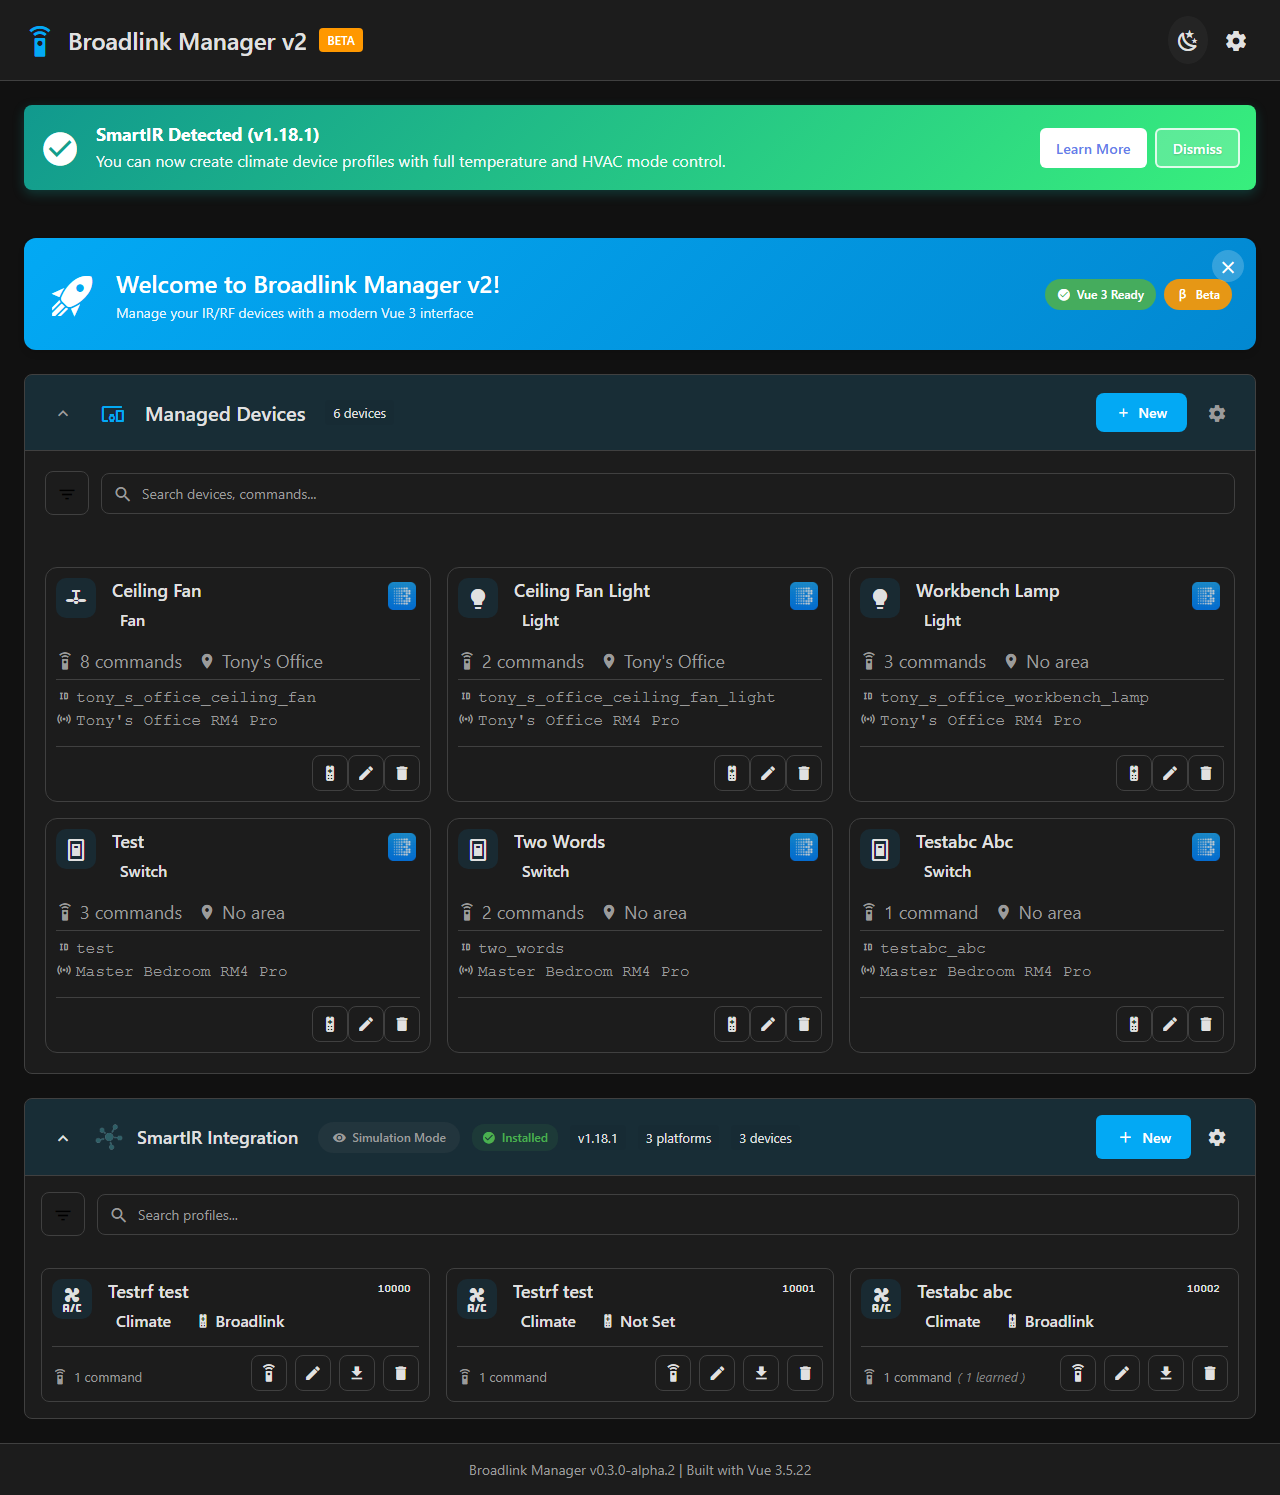 Broadlink Manager v2 BETA
SmartIR Detected (v1.18.1)
You can now create climate device profiles with full temperature and HVAC mode control.
Learn More
Dismiss
Welcome to Broadlink Manager v2!
Manage your IR/RF devices with a modern Vue 3 interface
Vue 3 Ready
β Beta
Managed Devices 6 devices
+ New
Search devices, commands...
Ceiling Fan
Fan
8 commands Tony's Office
ID tony_s_office_ceiling_fan
Tony's Office RM4 Pro
Ceiling Fan Light
Light
2 commands Tony's Office
ID tony_s_office_ceiling_fan_light
Tony's Office RM4 Pro
Workbench Lamp
Light
3 commands No area
ID tony_s_office_workbench_lamp
Tony's Office RM4 Pro
Test
Switch
3 commands No area
ID test
Master Bedroom RM4 Pro
Two Words
Switch
2 commands No area
ID two_words
Master Bedroom RM4 Pro
Testabc Abc
Switch
1 command No area
ID testabc_abc
Master Bedroom RM4 Pro
SmartIR Integration Simulation Mode Installed v1.18.1 3 platforms 3 devices
+ New
Search profiles...
A/C Testrf test 10000
Climate Broadlink
1 command
A/C Testrf test 10001
Climate Not Set
1 command
A/C Testabc abc 10002
Climate Broadlink
1 command ( 1 learned )
Broadlink Manager v0.3.0-alpha.2 | Built with Vue 3.5.22